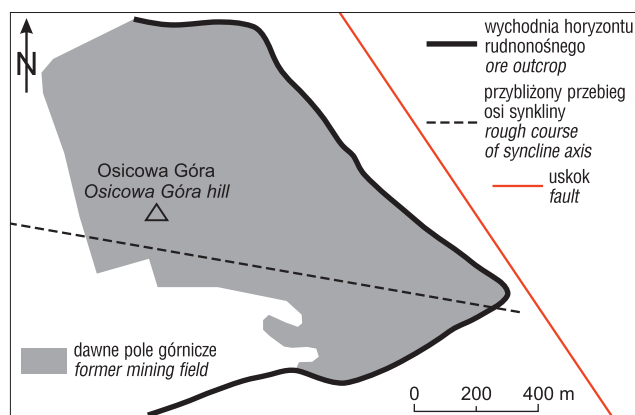 N
wychodnia horyzontu
rudnonośnego
ore outcrop
przybliżony przebieg
osi synkliny
rough course
of syncline axis
uskok
fault
Osicowa Góra
Osicowa Góra hill
dawne pole górnicze
former mining field
0 200 400 m